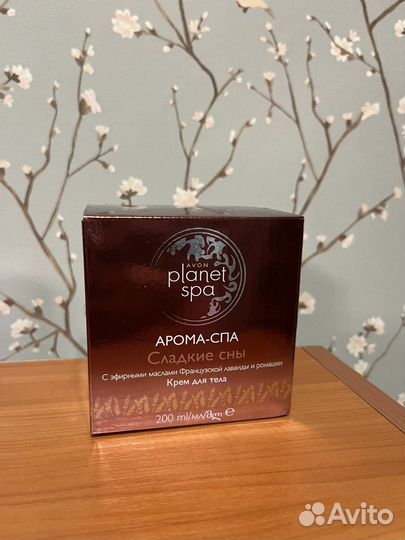 AVON
planet
spa
АРОМА-СПА
Сладкие сны
С эфирными маслами Французской лаванды и ромашки
Крем для тела
200 ml/мл/gm e
Avito